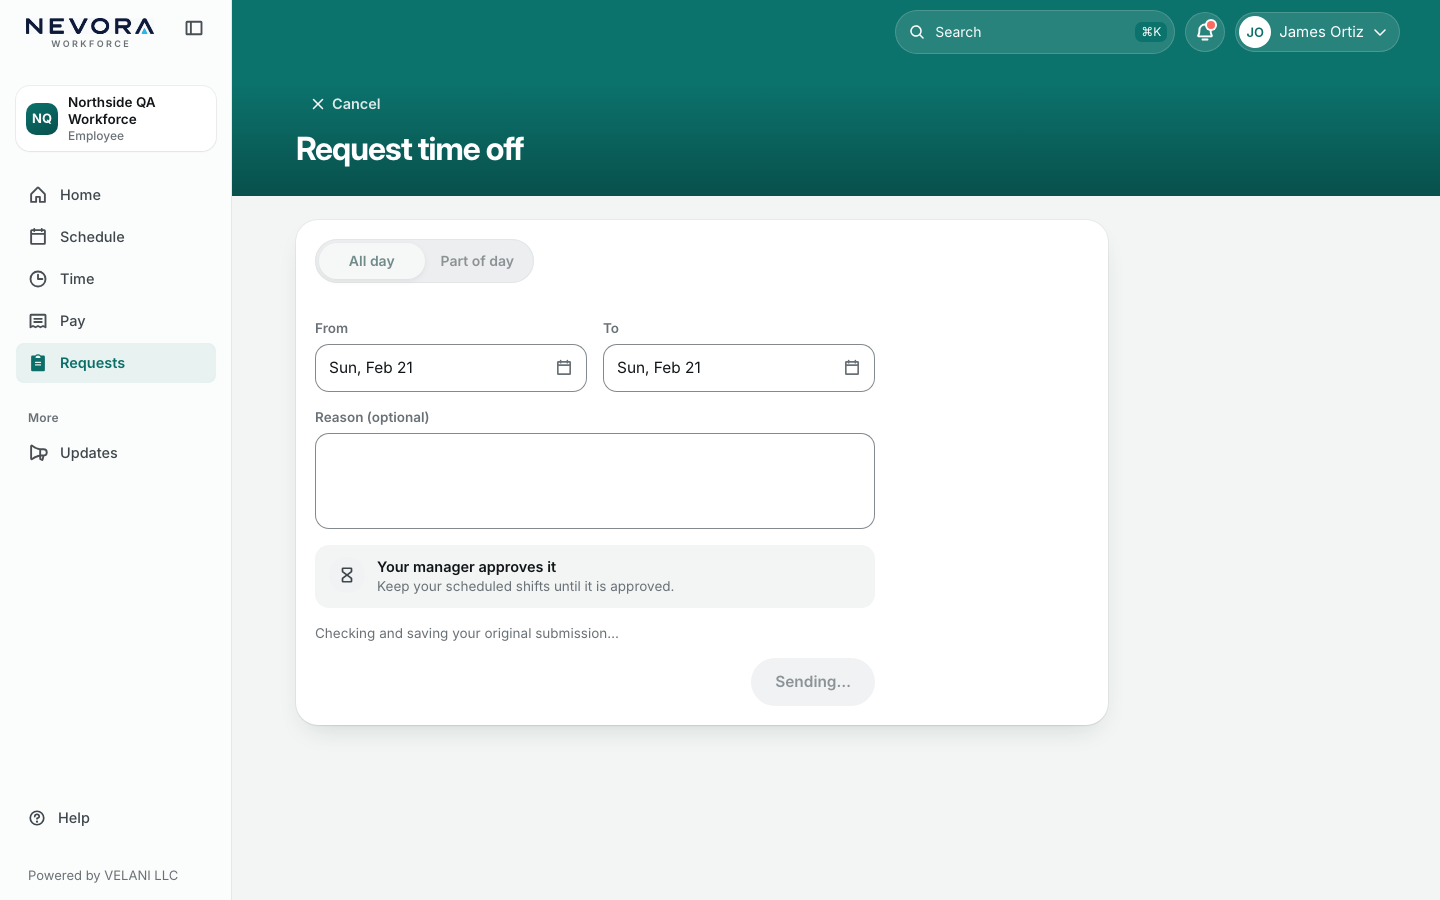 NEVORA
WORKFORCE
Search
⌘K
JO
James Ortiz
Northside QA
Workforce
NQ
Employee
Cancel
Request time off
Home
Schedule
Time
Pay
Requests
More
Updates
All day
Part of day
From
To
Sun, Feb 21
Sun, Feb 21
Reason (optional)
Your manager approves it
Keep your scheduled shifts until it is approved.
Checking and saving your original submission...
Sending...
Help
Powered by VELANI LLC